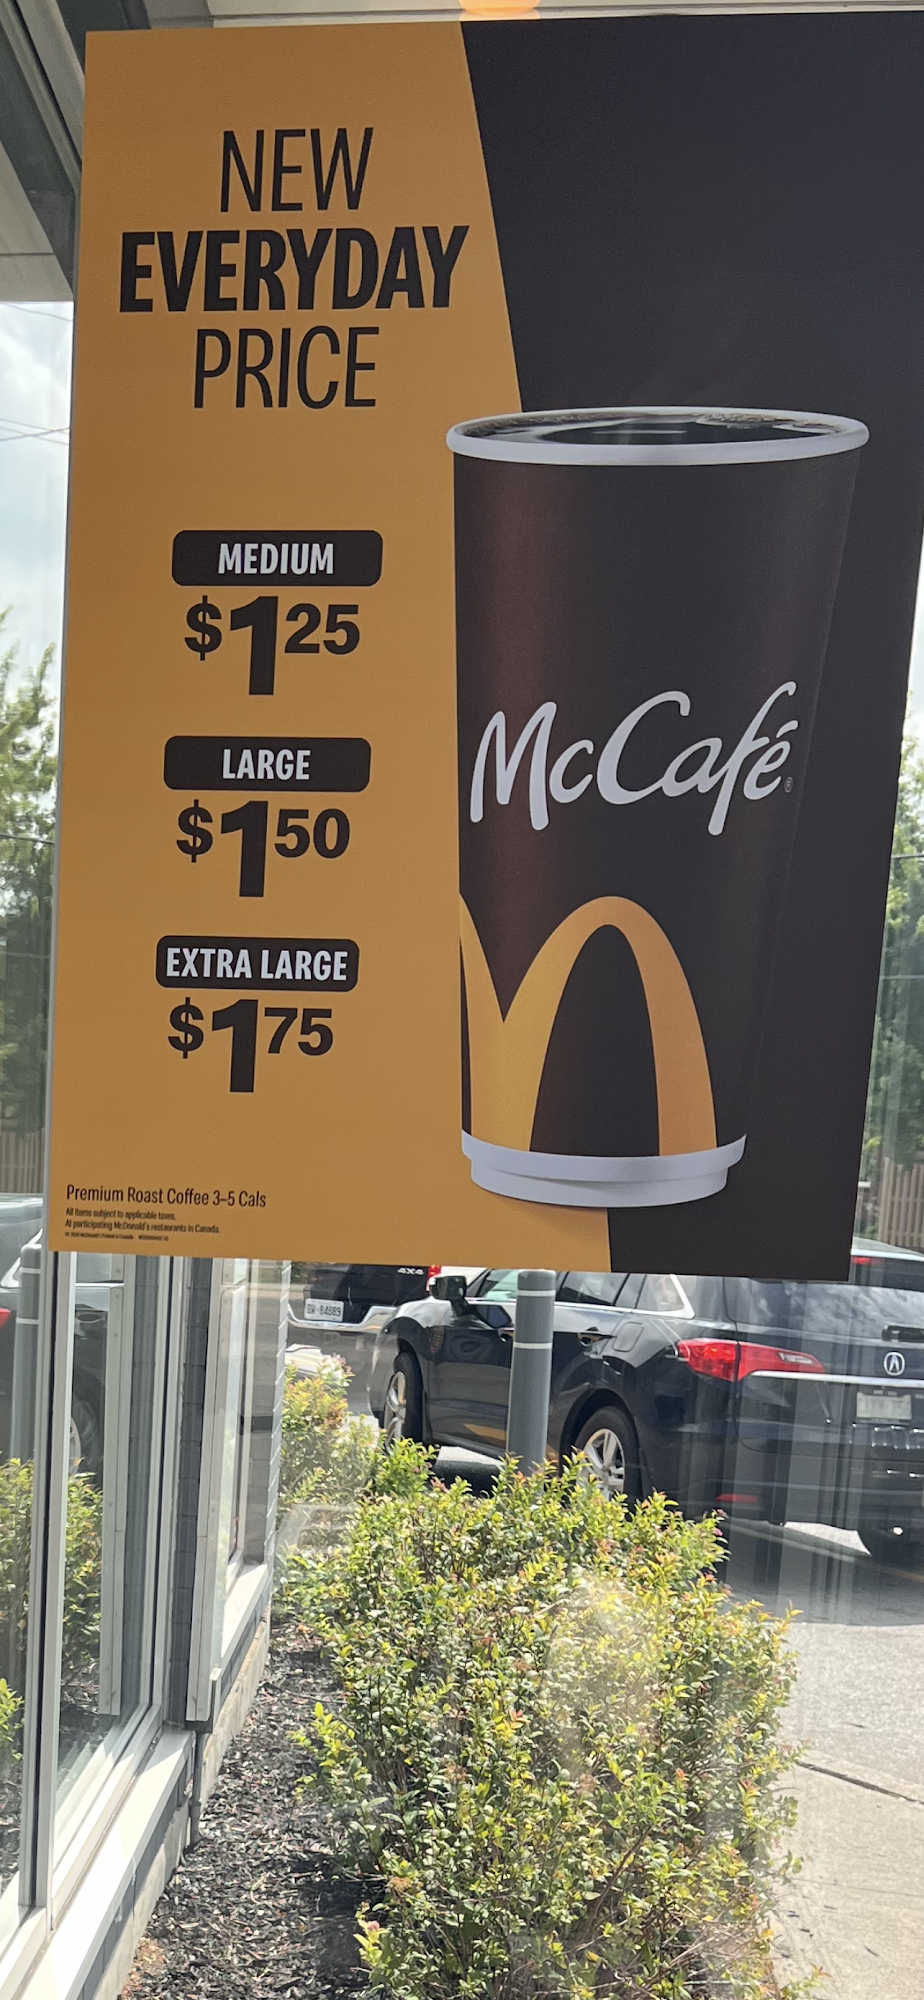 NEW
EVERYDAY
PRICE
MEDIUM
$1 25
LARGE
$1 50
EXTRA LARGE
$1 75
McCafé®
Premium Roast Coffee 3–5 Cals
All items subject to applicable taxes.
At participating McDonald's restaurants in Canada.
4X4